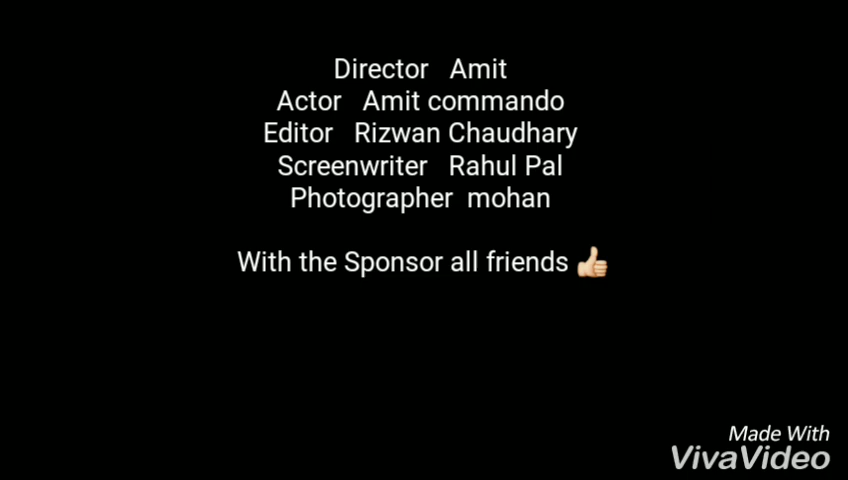 Director Amit
Actor Amit commando
Editor Rizwan Chaudhary
Screenwriter Rahul Pal
Photographer mohan
With the Sponsor all friends 👍🏻
Made With
VivaVideo